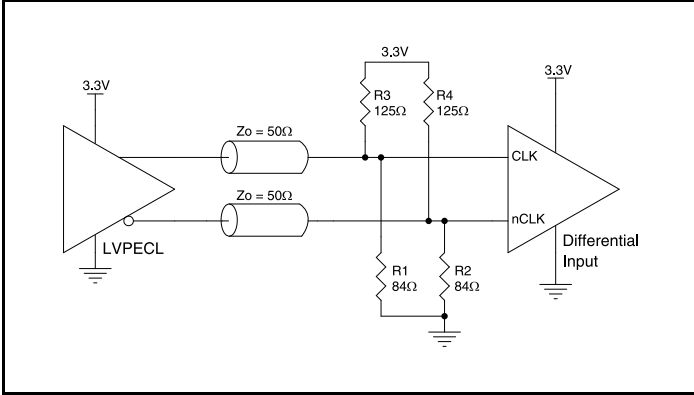 3.3V
3.3V
3.3V
R3
125Ω
R4
125Ω
Zo = 50Ω
CLK
Zo = 50Ω
nCLK
LVPECL
Differential
Input
R1
84Ω
R2
84Ω